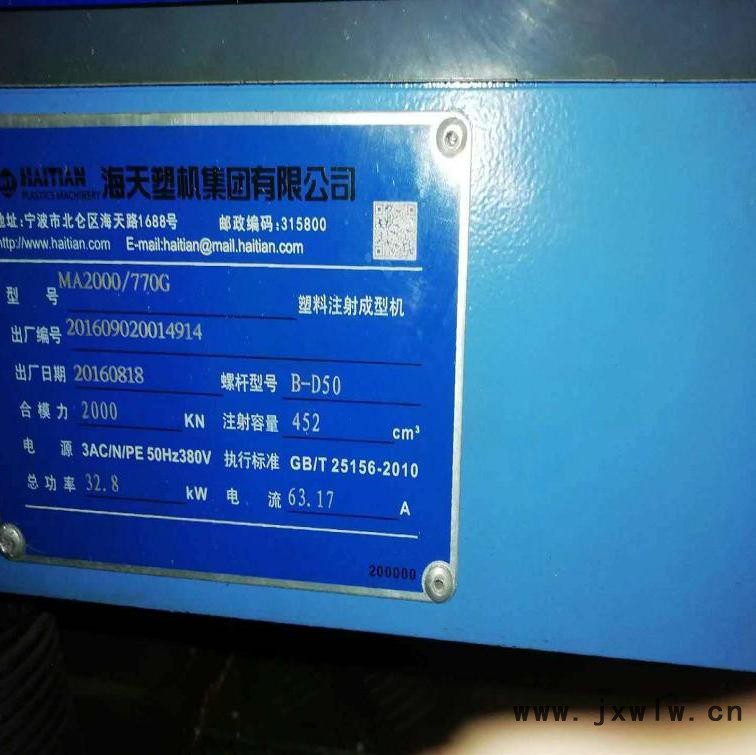 HAITIAN 海天塑机集团有限公司
PLASTICS MACHINERY
地址:宁波市北仑区海天路1688号 邮政编码:315800
http://www.haitian.com E-mail:haitian@mail.haitian.com
型号 MA2000/770G 塑料注射成型机
出厂编号 201609020014914
出厂日期 20160818 螺杆型号 B-D50
合模力 2000 KN 注射容量 452 cm³
电源 3AC/N/PE 50Hz380V 执行标准 GB/T 25156-2010
总功率 32.8 kW 电流 63.17 A
200000
www.jxwlw.cn